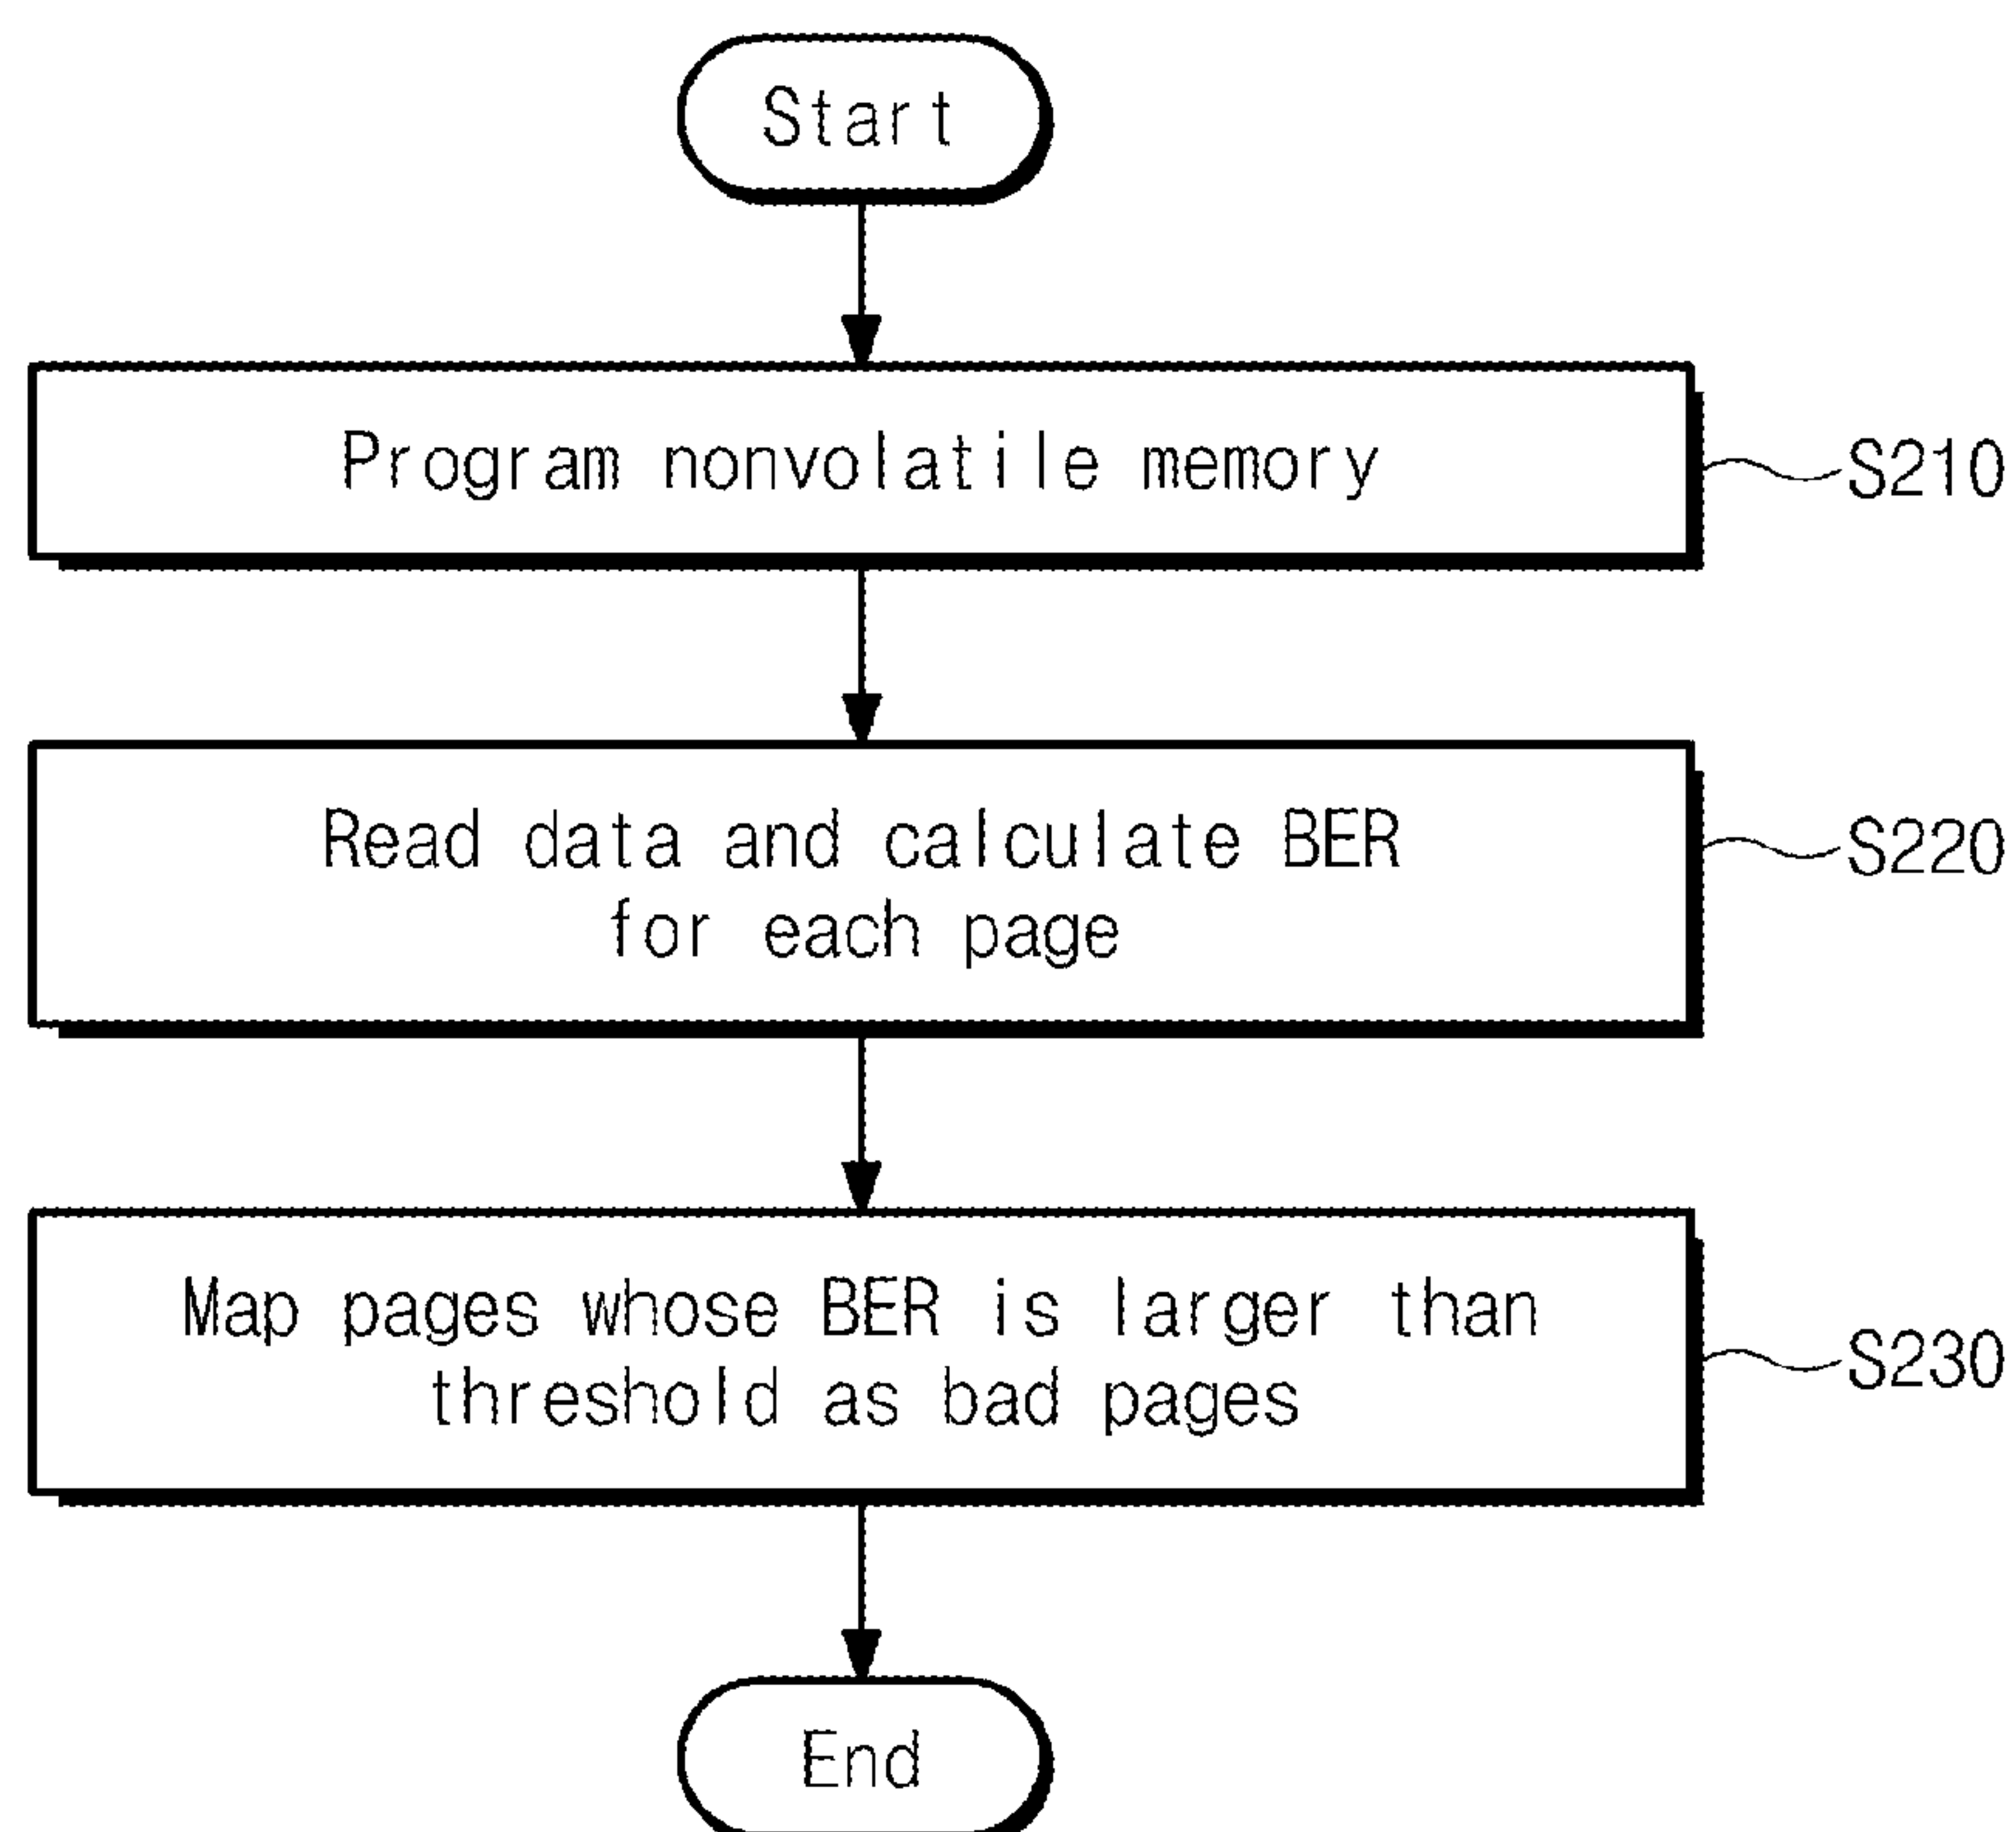 Start
Program nonvolatile memory
S210
Read data and calculate BER
for each page
S220
Map pages whose BER is larger than
threshold as bad pages
S230
End